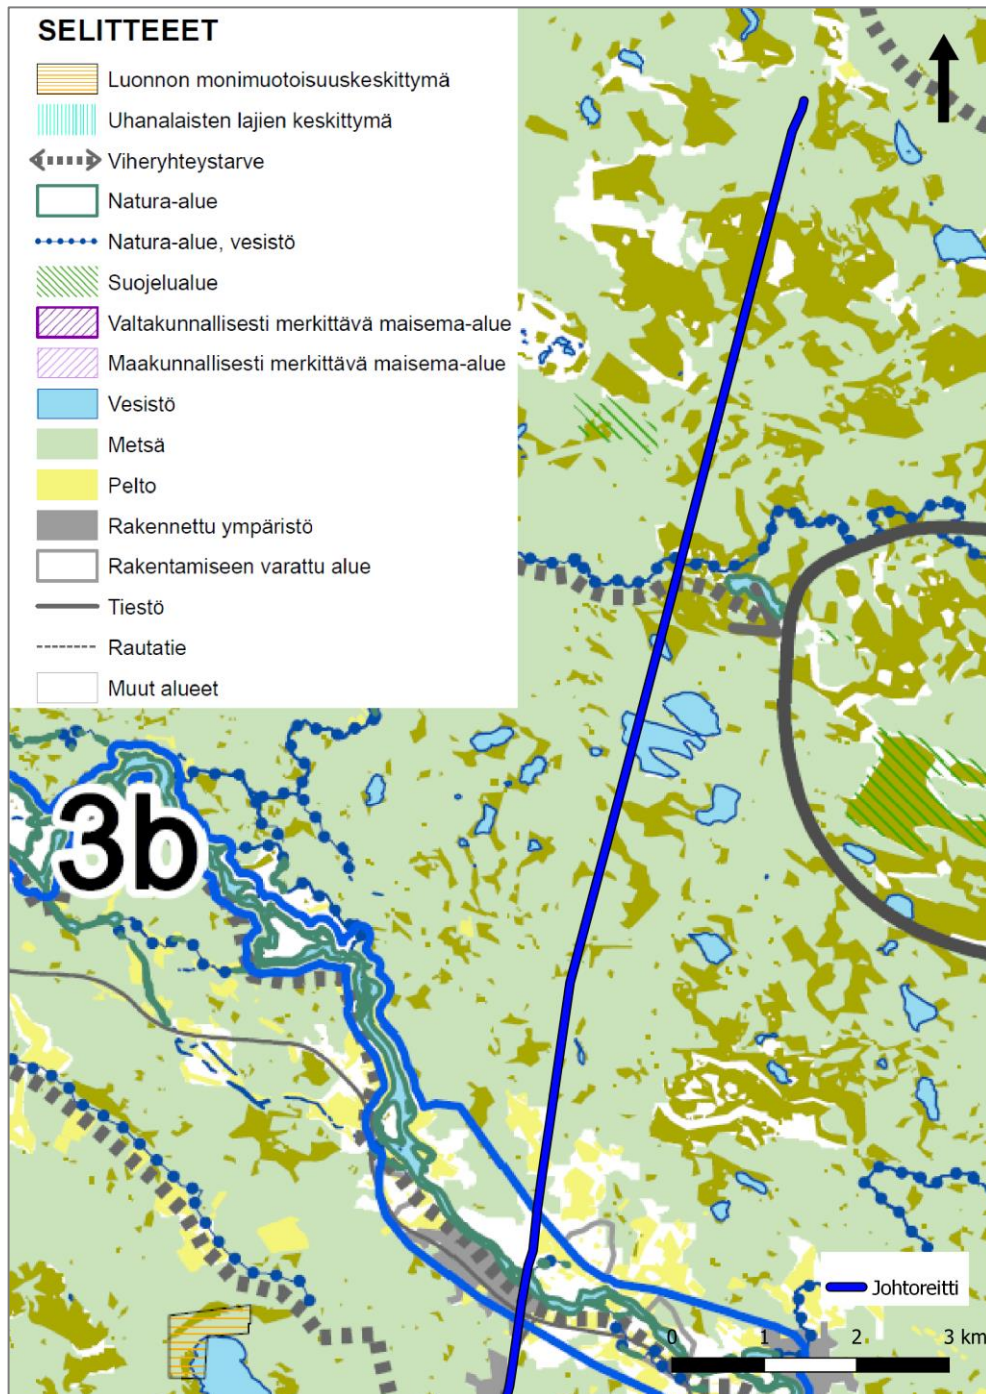 SELITTEEET
Luonnon monimuotoisuuskeskittymä
Uhanalaisten lajien keskittymä
Viheryhteystarve
Natura-alue
Natura-alue, vesistö
Suojelualue
Valtakunnallisesti merkittävä maisema-alue
Maakunnallisesti merkittävä maisema-alue
Vesistö
Metsä
Pelto
Rakennettu ympäristö
Rakentamiseen varattu alue
Tiestö
Rautatie
Muut alueet
3b
Johtoreitti
0 1 2 3 km